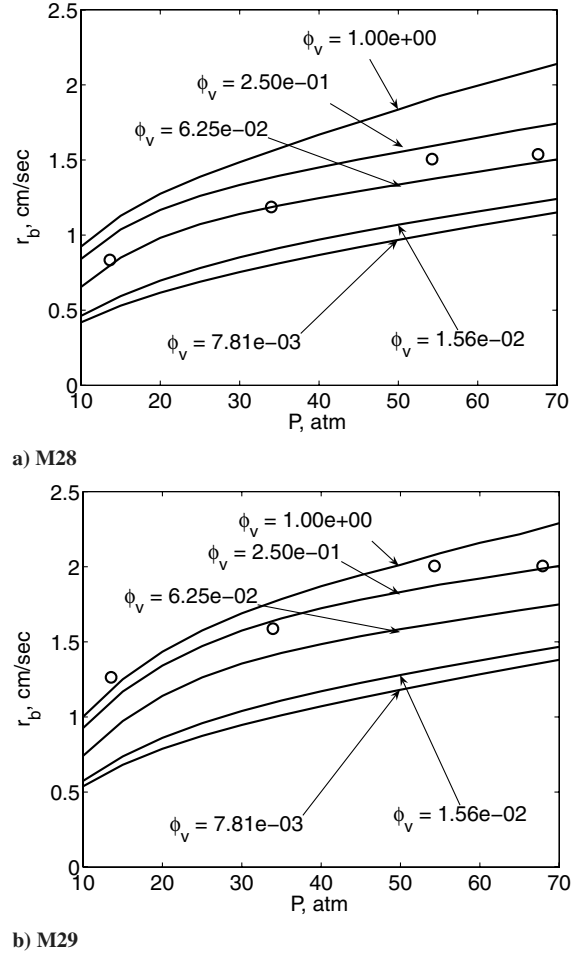 2.5
ϕv = 1.00e+00
2
ϕv = 2.50e−01
ϕv = 6.25e−02
1.5
rb, cm/sec
1
0.5
ϕv = 7.81e−03
ϕv = 1.56e−02
0
10 20 30 40 50 60 70
P, atm
a) M28
2.5
ϕv = 1.00e+00
2
ϕv = 2.50e−01
ϕv = 6.25e−02
1.5
rb, cm/sec
1
0.5
ϕv = 7.81e−03
ϕv = 1.56e−02
0
10 20 30 40 50 60 70
P, atm
b) M29